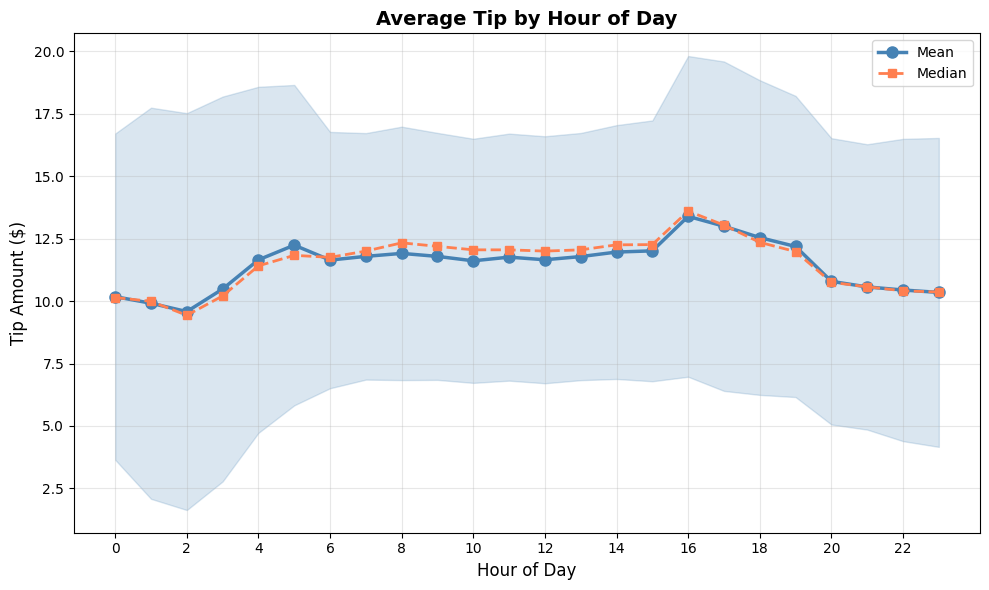 Average Tip by Hour of Day
Mean
Median
Tip Amount ($)
20.0
17.5
15.0
12.5
10.0
7.5
5.0
2.5
0 2 4 6 8 10 12 14 16 18 20 22
Hour of Day